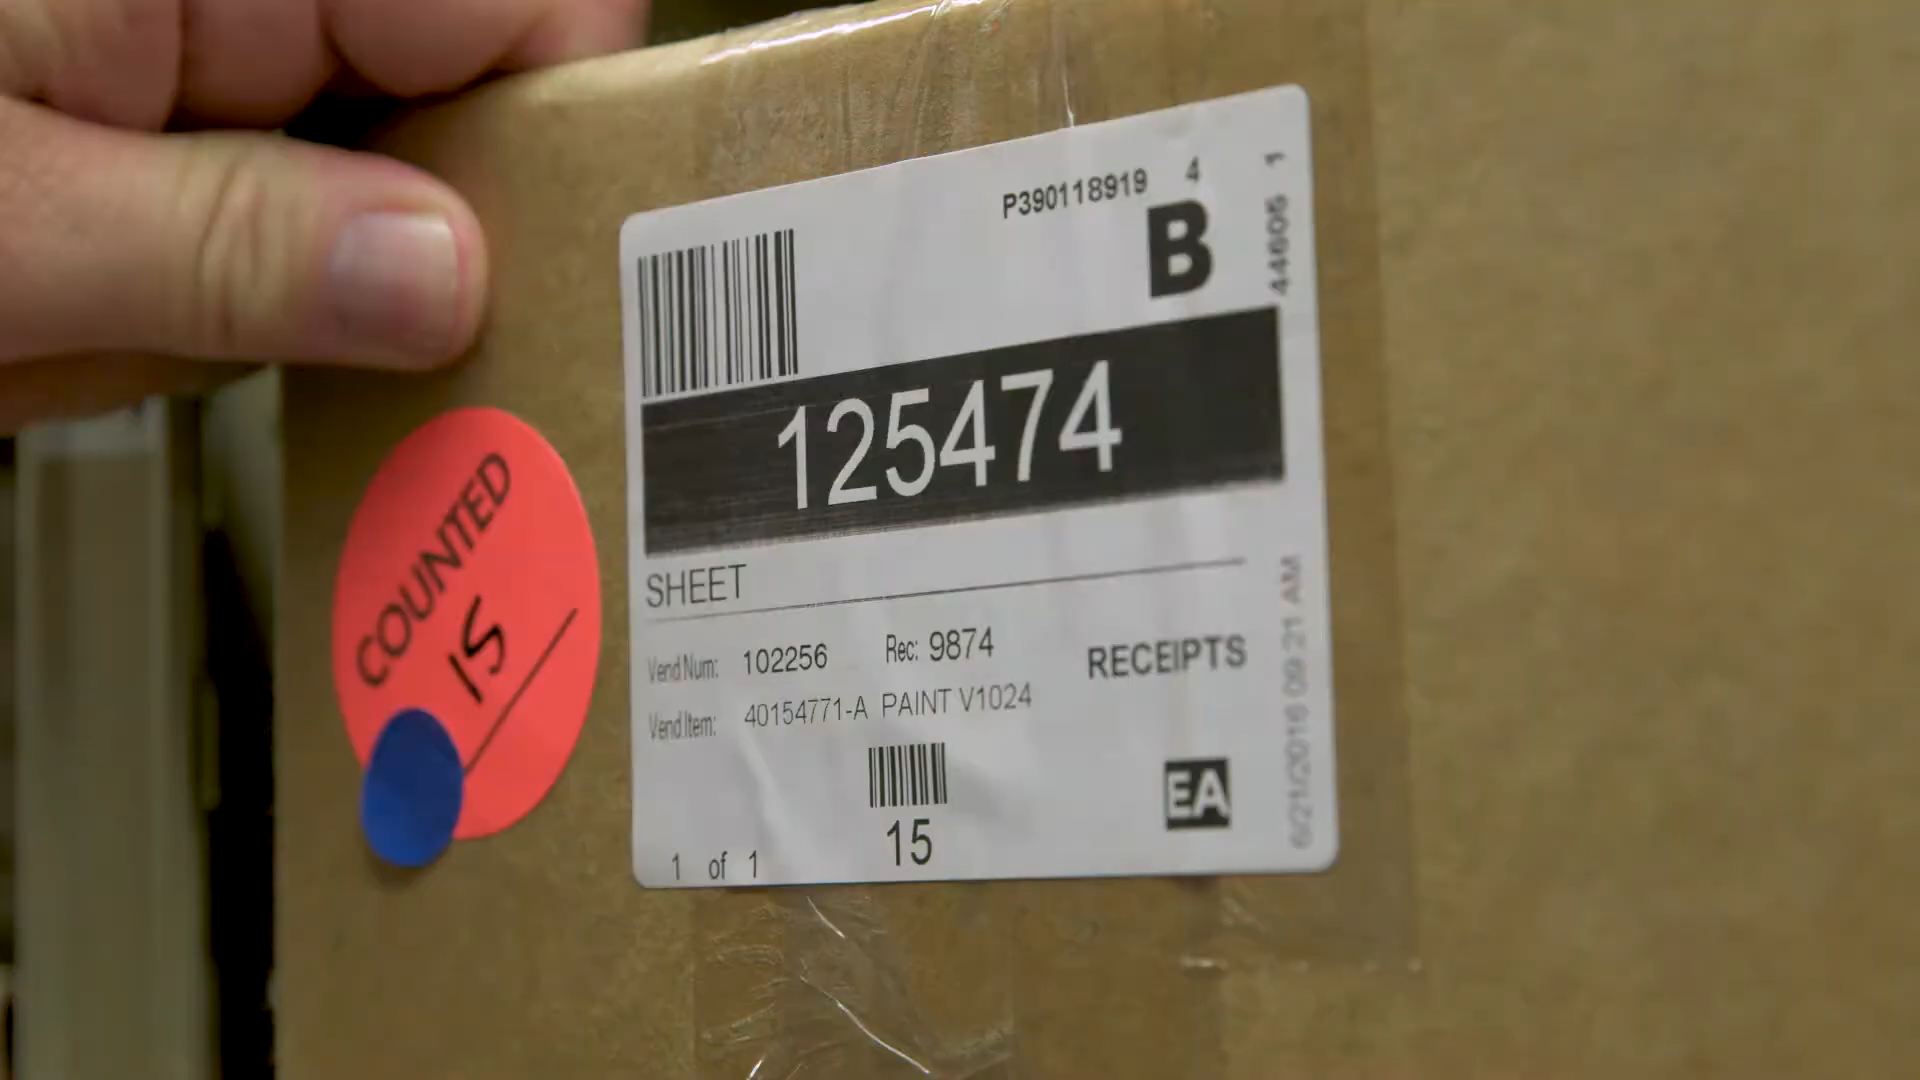 P390118919 4
B
44605 1
125474
SHEET
Vend.Num: 102256 Rec: 9874
RECEIPTS
Vend.Item: 40154771-A PAINT V1024
15
EA
1 of 1
6/21/2016 09:21 AM
COUNTED
15